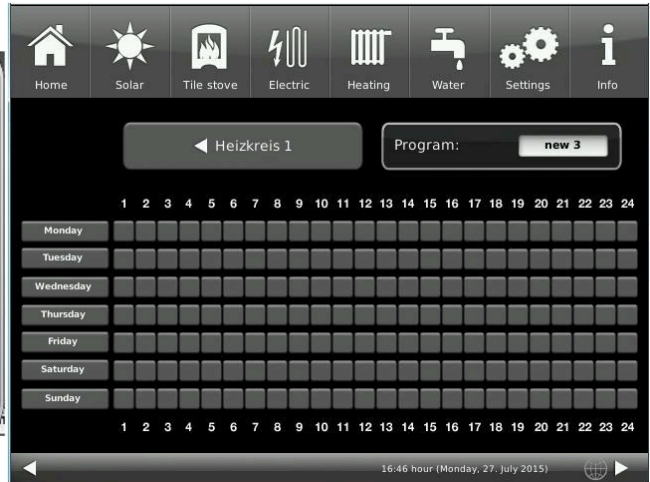 Home Solar Tile stove Electric Heating Water Settings Info
Heizkreis 1 Program: new 3
1 2 3 4 5 6 7 8 9 10 11 12 13 14 15 16 17 18 19 20 21 22 23 24
Monday
Tuesday
Wednesday
Thursday
Friday
Saturday
Sunday
1 2 3 4 5 6 7 8 9 10 11 12 13 14 15 16 17 18 19 20 21 22 23 24
16:46 hour (Monday, 27. July 2015)